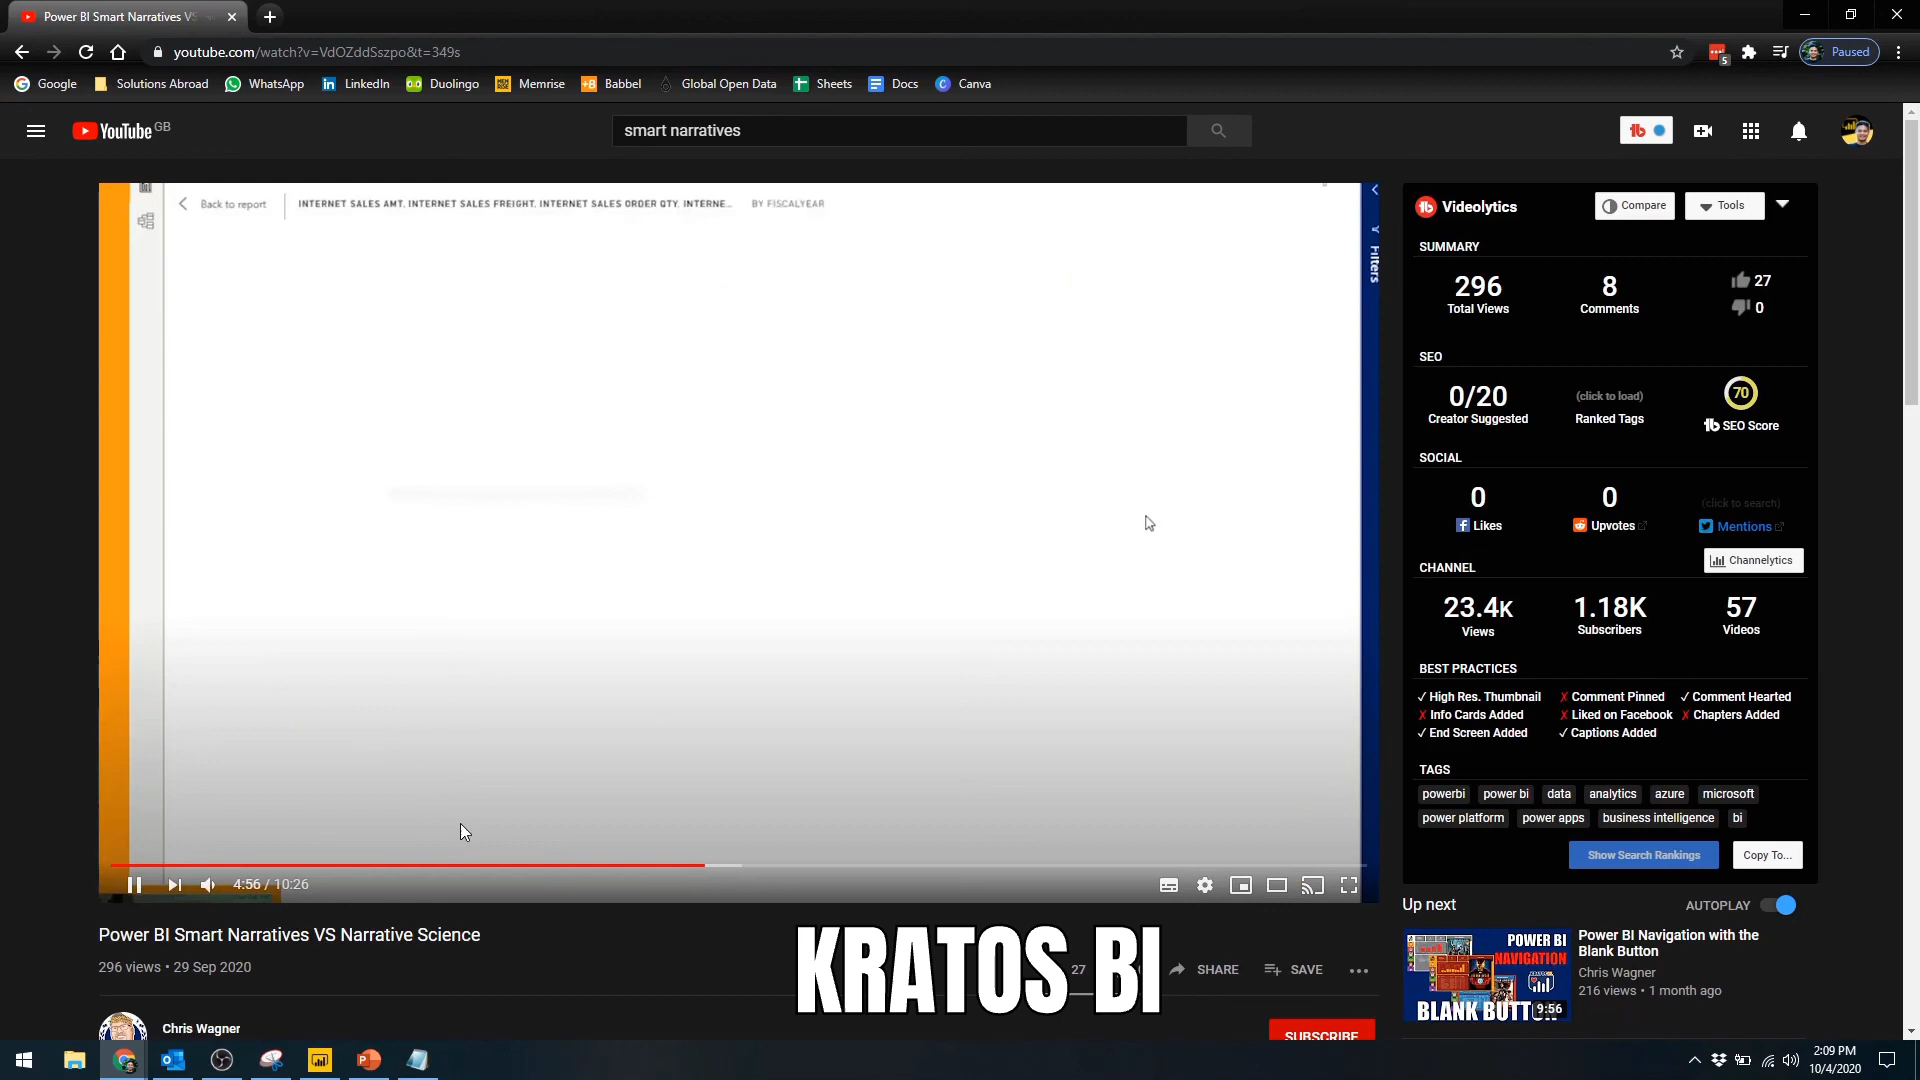 Power BI Smart Narratives VS
youtube.com/watch?v=VdOZddSszpo&t=349s
5
Paused
Google
Solutions Abroad
WhatsApp
LinkedIn
Duolingo
Memrise
Babbel
Global Open Data
Sheets
Docs
Canva
YouTube GB
smart narratives
Back to report
INTERNET SALES AMT, INTERNET SALES FREIGHT, INTERNET SALES ORDER QTY, INTERNE...
BY FISCALYEAR
Filters
4:56 / 10:26
Videolytics
Compare
Tools
SUMMARY
296
Total Views
8
Comments
27
0
SEO
0/20
Creator Suggested
(click to load)
Ranked Tags
70
SEO Score
SOCIAL
0
Likes
0
Upvotes
(click to search)
Mentions
CHANNEL
Channelytics
23.4K
Views
1.18K
Subscribers
57
Videos
BEST PRACTICES
✓ High Res. Thumbnail ✗ Comment Pinned ✓ Comment Hearted
✗ Info Cards Added ✗ Liked on Facebook ✗ Chapters Added
✓ End Screen Added ✓ Captions Added
TAGS
powerbi power bi data analytics azure microsoft
power platform power apps business intelligence bi
Show Search Rankings
Copy To...
Power BI Smart Narratives VS Narrative Science
296 views • 29 Sep 2020
KRATOS BI
27
SHARE
SAVE
Chris Wagner
SUBSCRIBE
Up next
AUTOPLAY
POWER BI
NAVIGATION
BLANK BUTTON
9:56
Power BI Navigation with the
Blank Button
Chris Wagner
216 views • 1 month ago
2:09 PM
10/4/2020